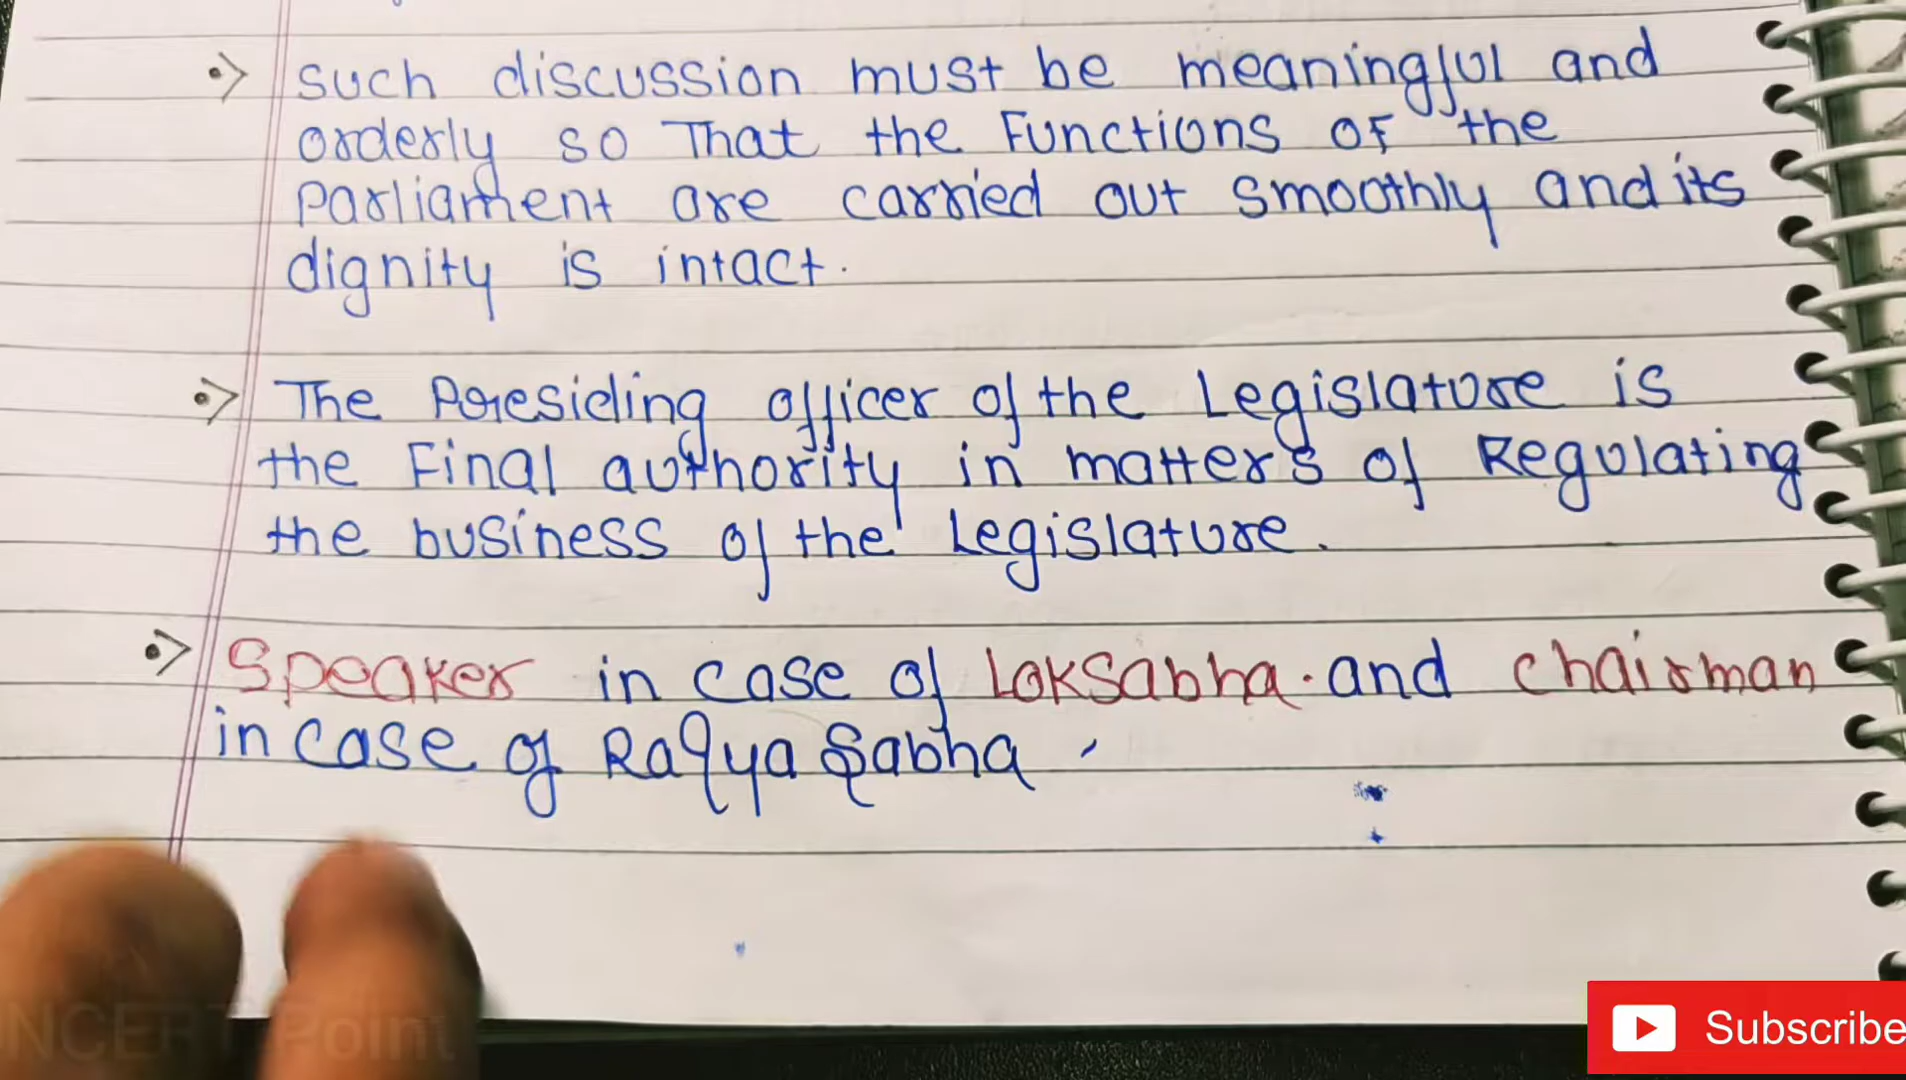 •> such discussion must be meaningful and
orderly so That the Functions of the
parliament are carried out smoothly and its
dignity is intact.
•> The Presiding officer of the Legislature is
the Final authority in matters of Regulating
the business of the Legislature.
•> Speaker in case of LokSabha. and Chairman
in case of Rajya Sabha.
NCERT Point
Subscribe